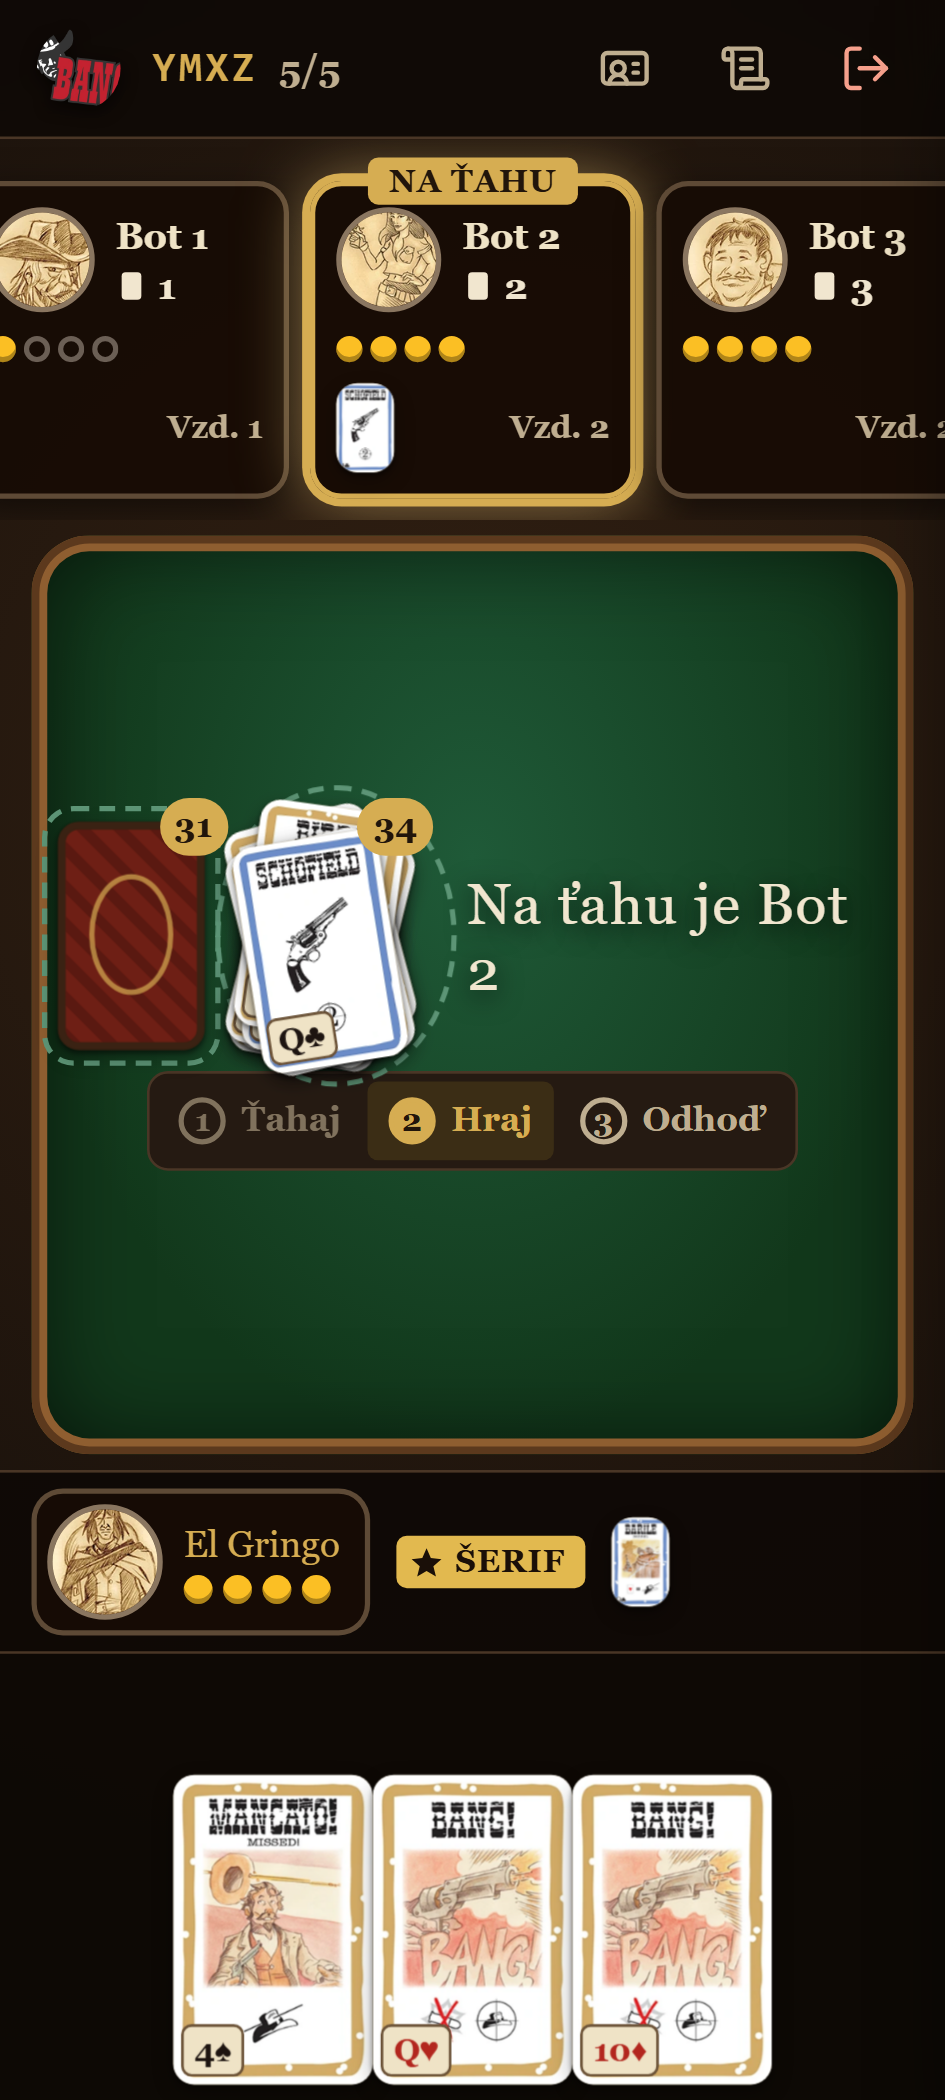 BANG
YMXZ 5/5
NA ŤAHU
Bot 1
1
Bot 2
2
Bot 3
3
Vzd. 1
SCHOFIELD
Vzd. 2
Vzd. 2
31
34
SCHOFIELD
Q♣
Na ťahu je Bot
2
1 Ťahaj
2 Hraj
3 Odhoď
El Gringo
★ ŠERIF
BARILE
MANCATO!
MISSED!
4♠
BANG!
BANG!
Q♥
BANG!
BANG!
10♦